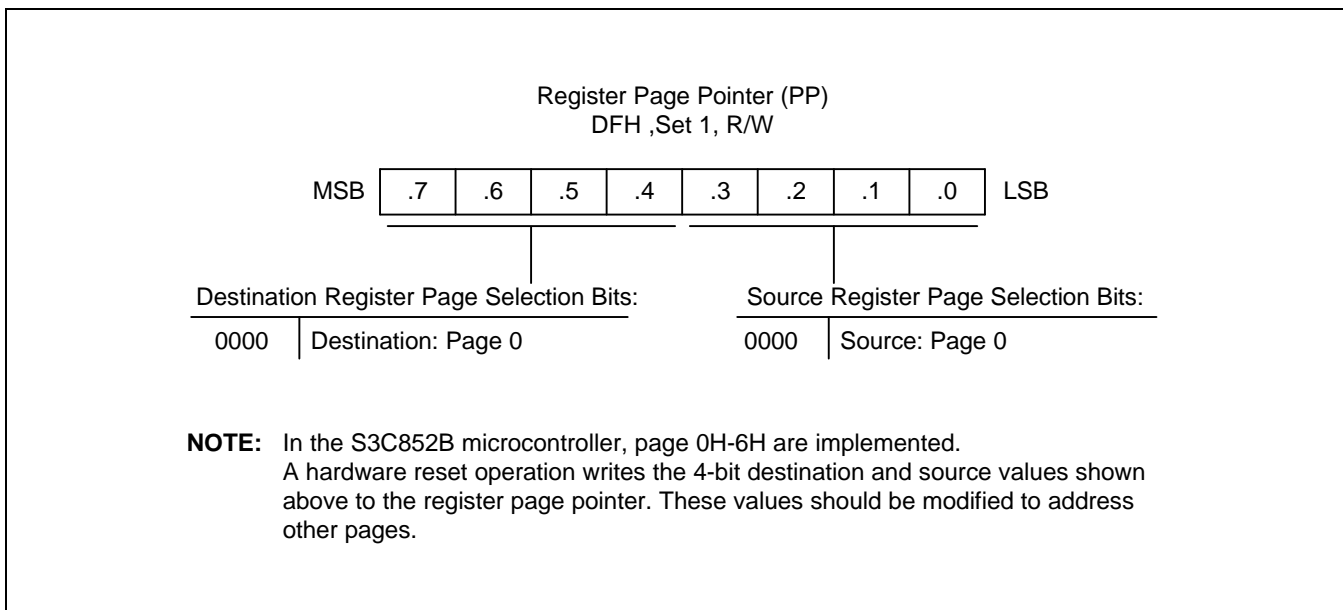 Register Page Pointer (PP)
DFH ,Set 1, R/W
MSB .7 .6 .5 .4 .3 .2 .1 .0 LSB
Destination Register Page Selection Bits:
0000 Destination: Page 0
Source Register Page Selection Bits:
0000 Source: Page 0
NOTE: In the S3C852B microcontroller, page 0H-6H are implemented.
A hardware reset operation writes the 4-bit destination and source values shown
above to the register page pointer. These values should be modified to address
other pages.